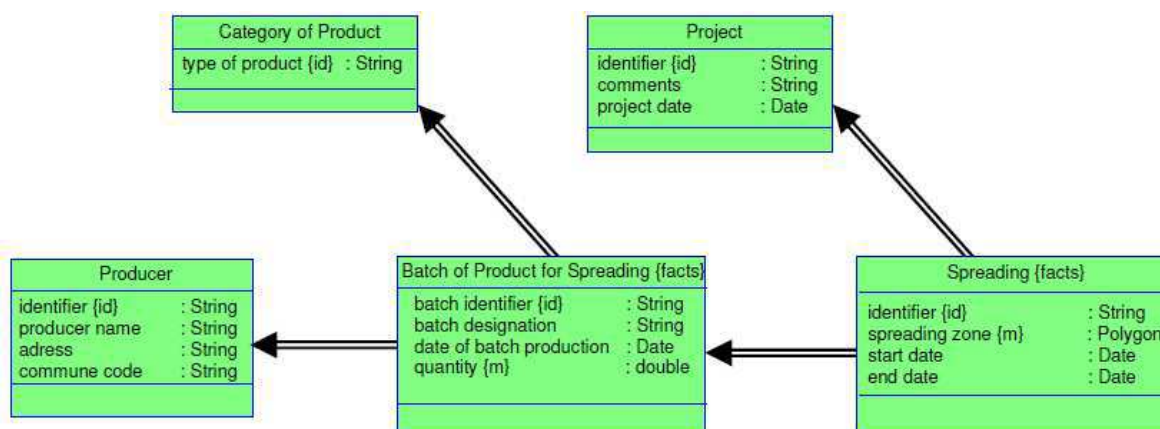 Category of Product
type of product {id} : String
Project
identifier {id} : String
comments : String
project date : Date
Producer
identifier {id} : String
producer name : String
adress : String
commune code : String
Batch of Product for Spreading {facts}
batch identifier {id} : String
batch designation : String
date of batch production : Date
quantity {m} : double
Spreading {facts}
identifier {id} : String
spreading zone {m} : Polygon
start date : Date
end date : Date